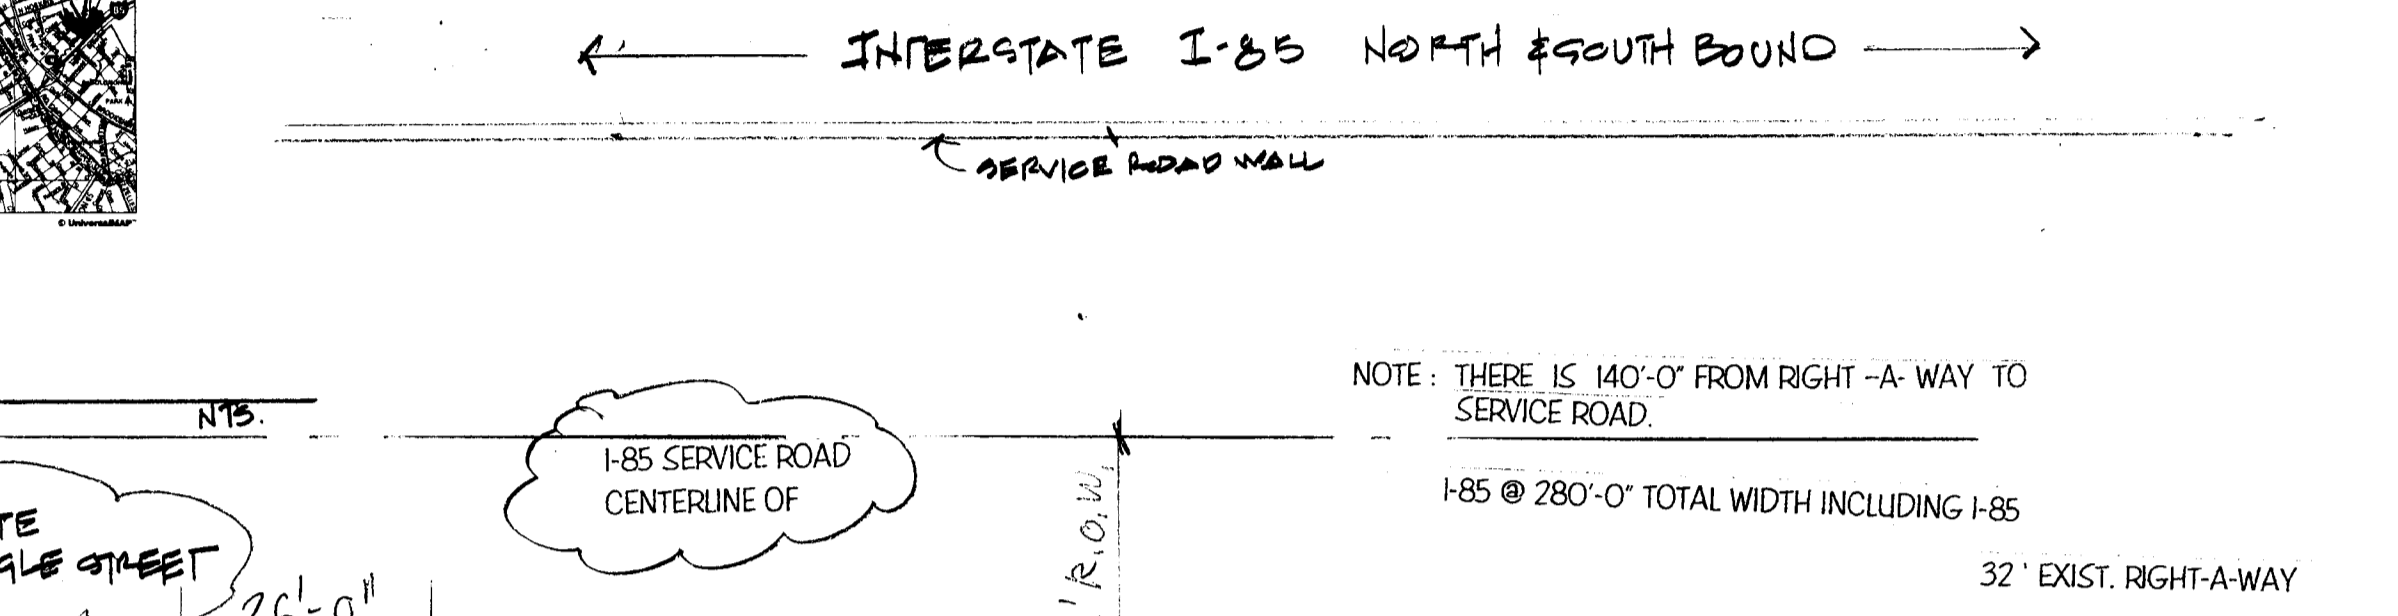 INTERSTATE I-85 NORTH & SOUTH BOUND
SERVICE ROAD WALL
© UniversalMAP
NOTE : THERE IS 140'-0" FROM RIGHT -A- WAY TO
SERVICE ROAD.
NTS.
I-85 SERVICE ROAD
CENTERLINE OF
I-85 @ 280'-0" TOTAL WIDTH INCLUDING I-85
R.O.W.
TE
GLE STREET
26'-0"
32 ' EXIST. RIGHT-A-WAY